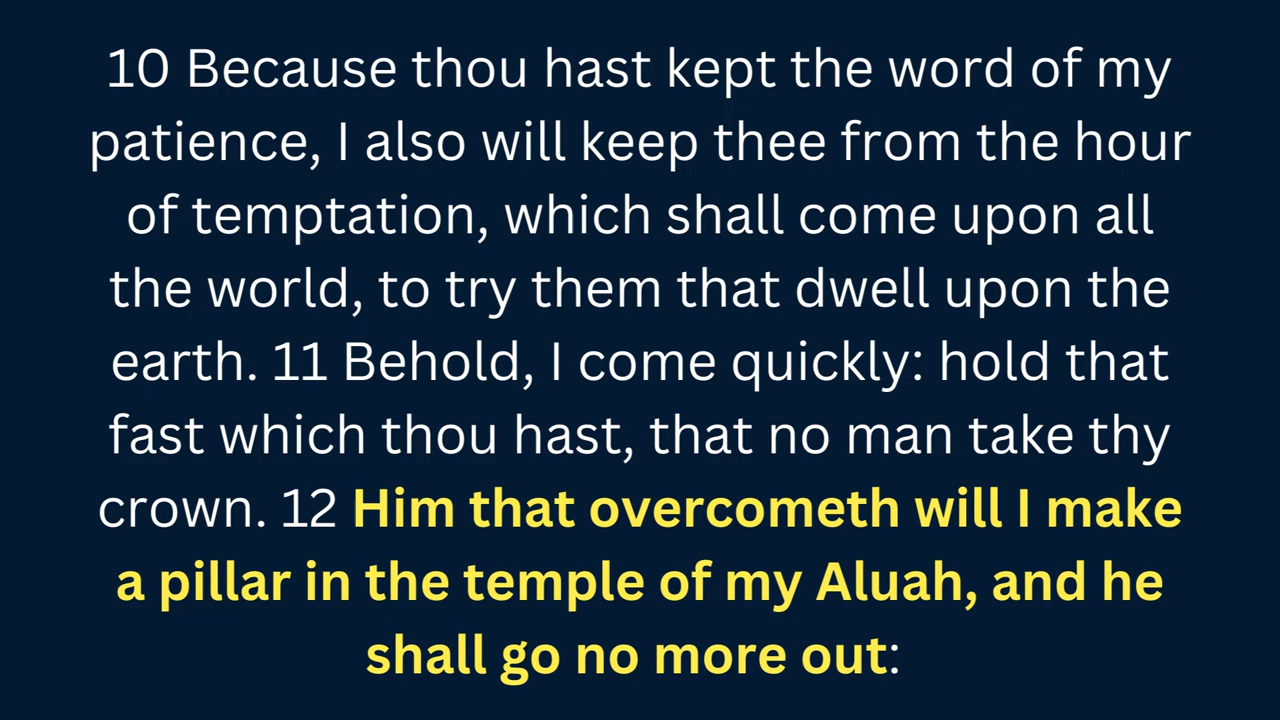 10 Because thou hast kept the word of my
patience, I also will keep thee from the hour
of temptation, which shall come upon all
the world, to try them that dwell upon the
earth. 11 Behold, I come quickly: hold that
fast which thou hast, that no man take thy
crown. 12 Him that overcometh will I make
a pillar in the temple of my Aluah, and he
shall go no more out: